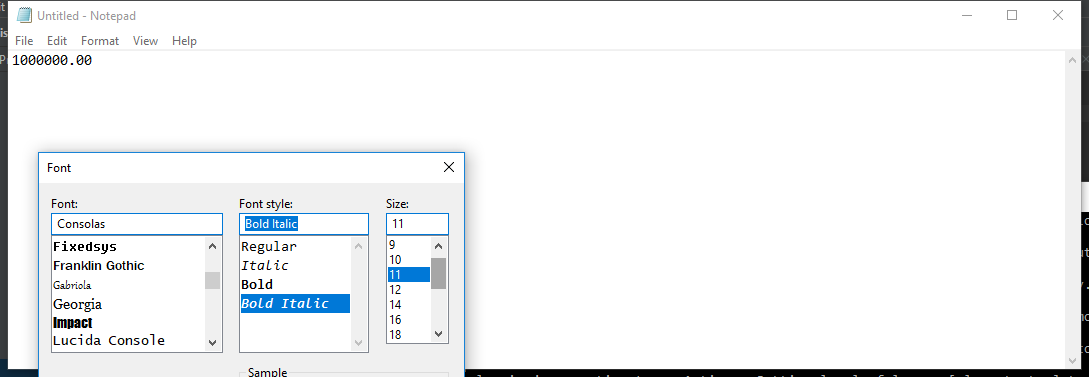 Untitled - Notepad
File Edit Format View Help
1000000.00
Font
Font: Font style: Size:
Consolas Bold Italic 11
Fixedsys Regular 9
Franklin Gothic Italic 10
Gabriola Bold 11
Georgia Bold Italic 12
Impact 14
Lucida Console 16
18
Sample